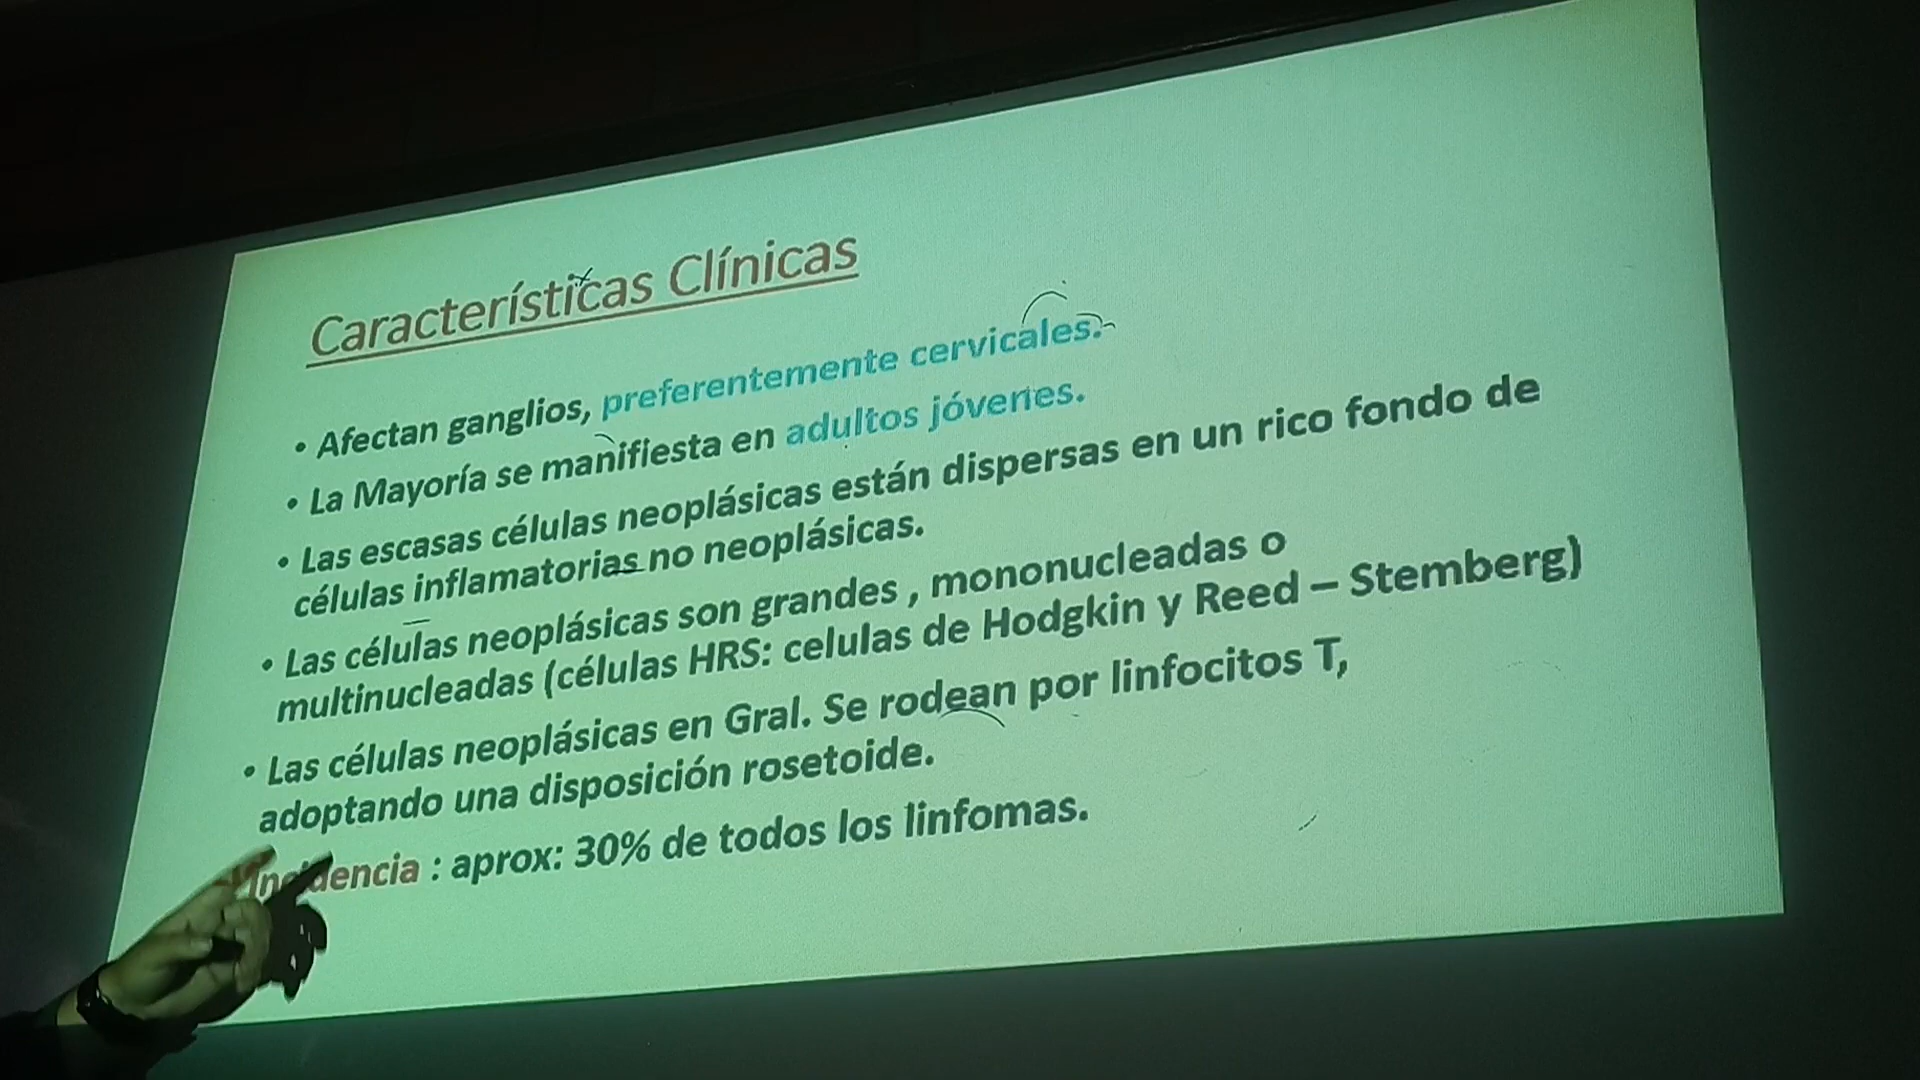 Características Clínicas
• Afectan ganglios, preferentemente cervicales.
• La Mayoría se manifiesta en adultos jóvenes.
• Las escasas células neoplásicas están dispersas en un rico fondo de
células inflamatorias no neoplásicas.
• Las células neoplásicas son grandes , mononucleadas o
multinucleadas (células HRS: celulas de Hodgkin y Reed – Stemberg)
• Las células neoplásicas en Gral. Se rodean por linfocitos T,
adoptando una disposición rosetoide.
Incidencia : aprox: 30% de todos los linfomas.